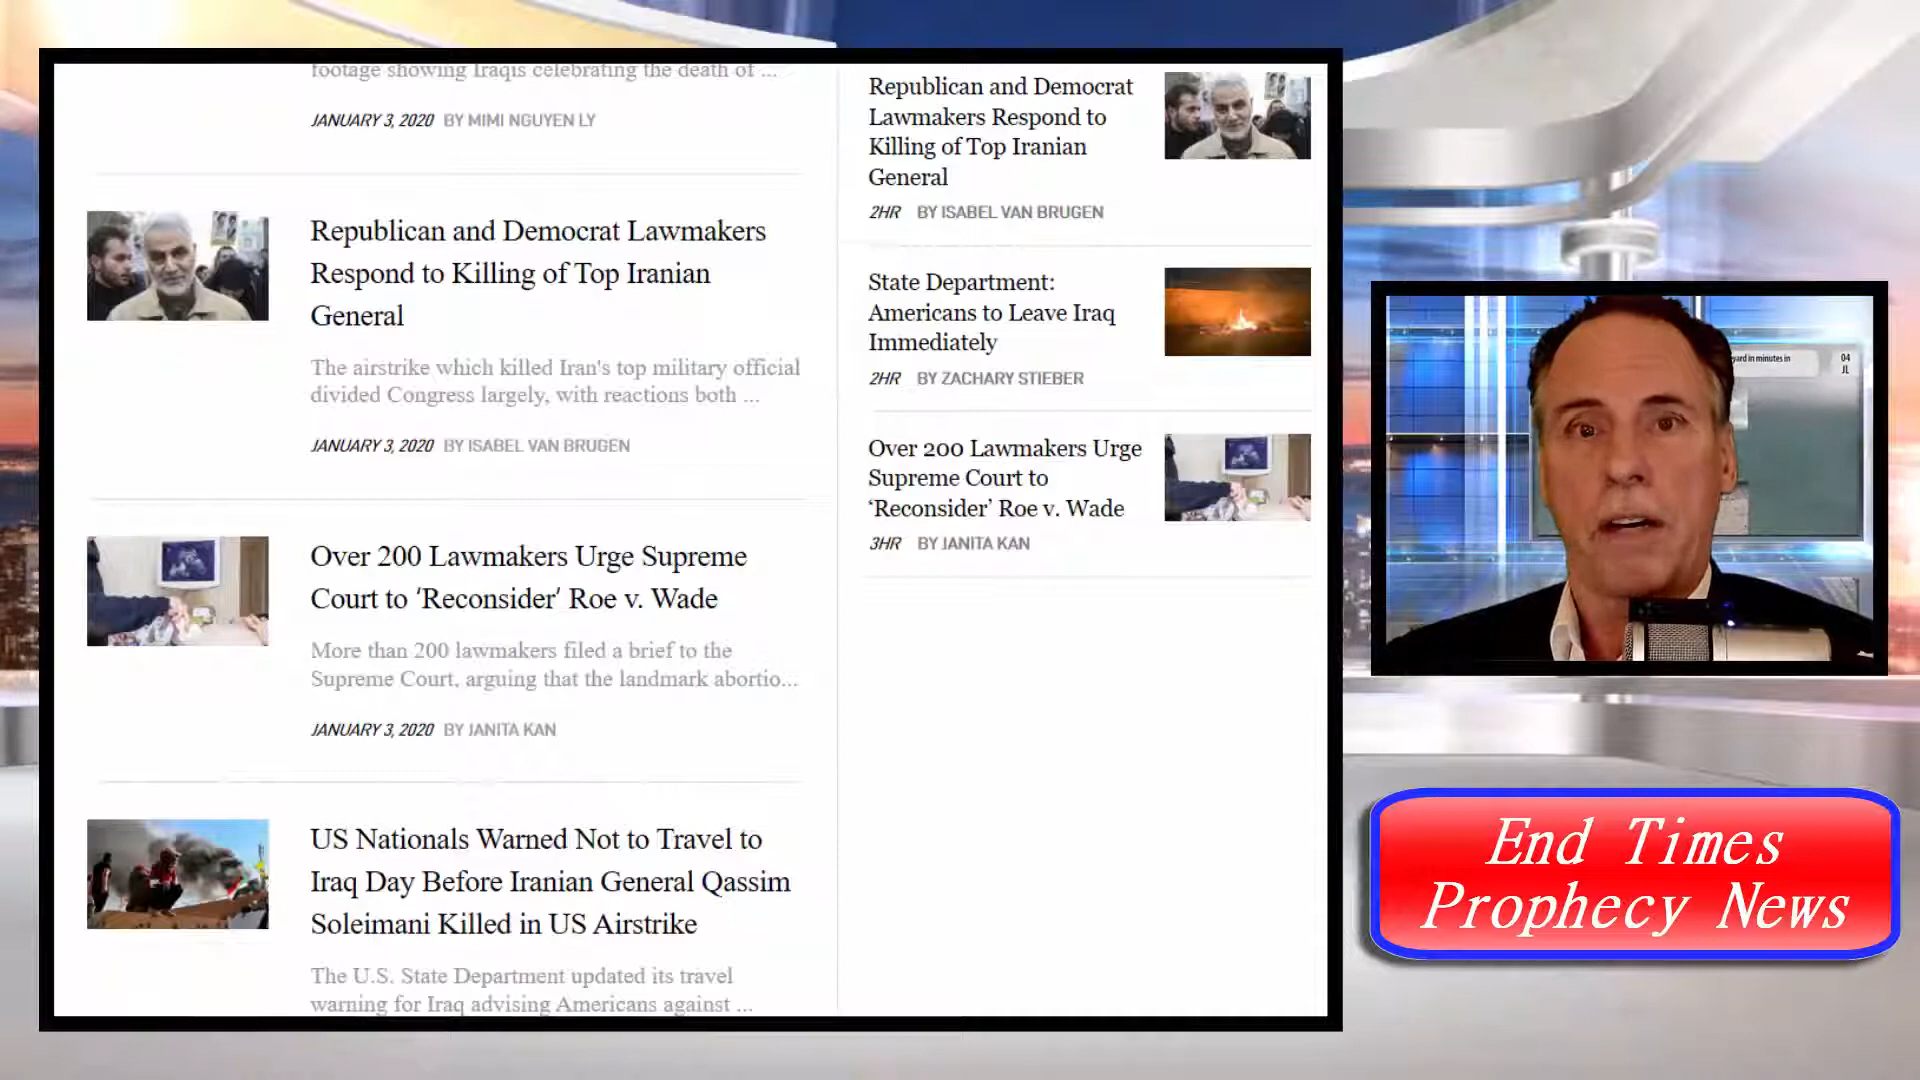 footage showing Iraqis celebrating the death of ...
JANUARY 3, 2020 BY MIMI NGUYEN LY
Republican and Democrat Lawmakers
Respond to Killing of Top Iranian
General
The airstrike which killed Iran's top military official
divided Congress largely, with reactions both ...
JANUARY 3, 2020 BY ISABEL VAN BRUGEN
Over 200 Lawmakers Urge Supreme
Court to ‘Reconsider’ Roe v. Wade
More than 200 lawmakers filed a brief to the
Supreme Court, arguing that the landmark abortio...
JANUARY 3, 2020 BY JANITA KAN
US Nationals Warned Not to Travel to
Iraq Day Before Iranian General Qassim
Soleimani Killed in US Airstrike
The U.S. State Department updated its travel
warning for Iraq advising Americans against ...
Republican and Democrat
Lawmakers Respond to
Killing of Top Iranian
General
2HR BY ISABEL VAN BRUGEN
State Department:
Americans to Leave Iraq
Immediately
2HR BY ZACHARY STIEBER
Over 200 Lawmakers Urge
Supreme Court to
‘Reconsider’ Roe v. Wade
3HR BY JANITA KAN
yard in minutes in
04
JL
End Times
Prophecy News